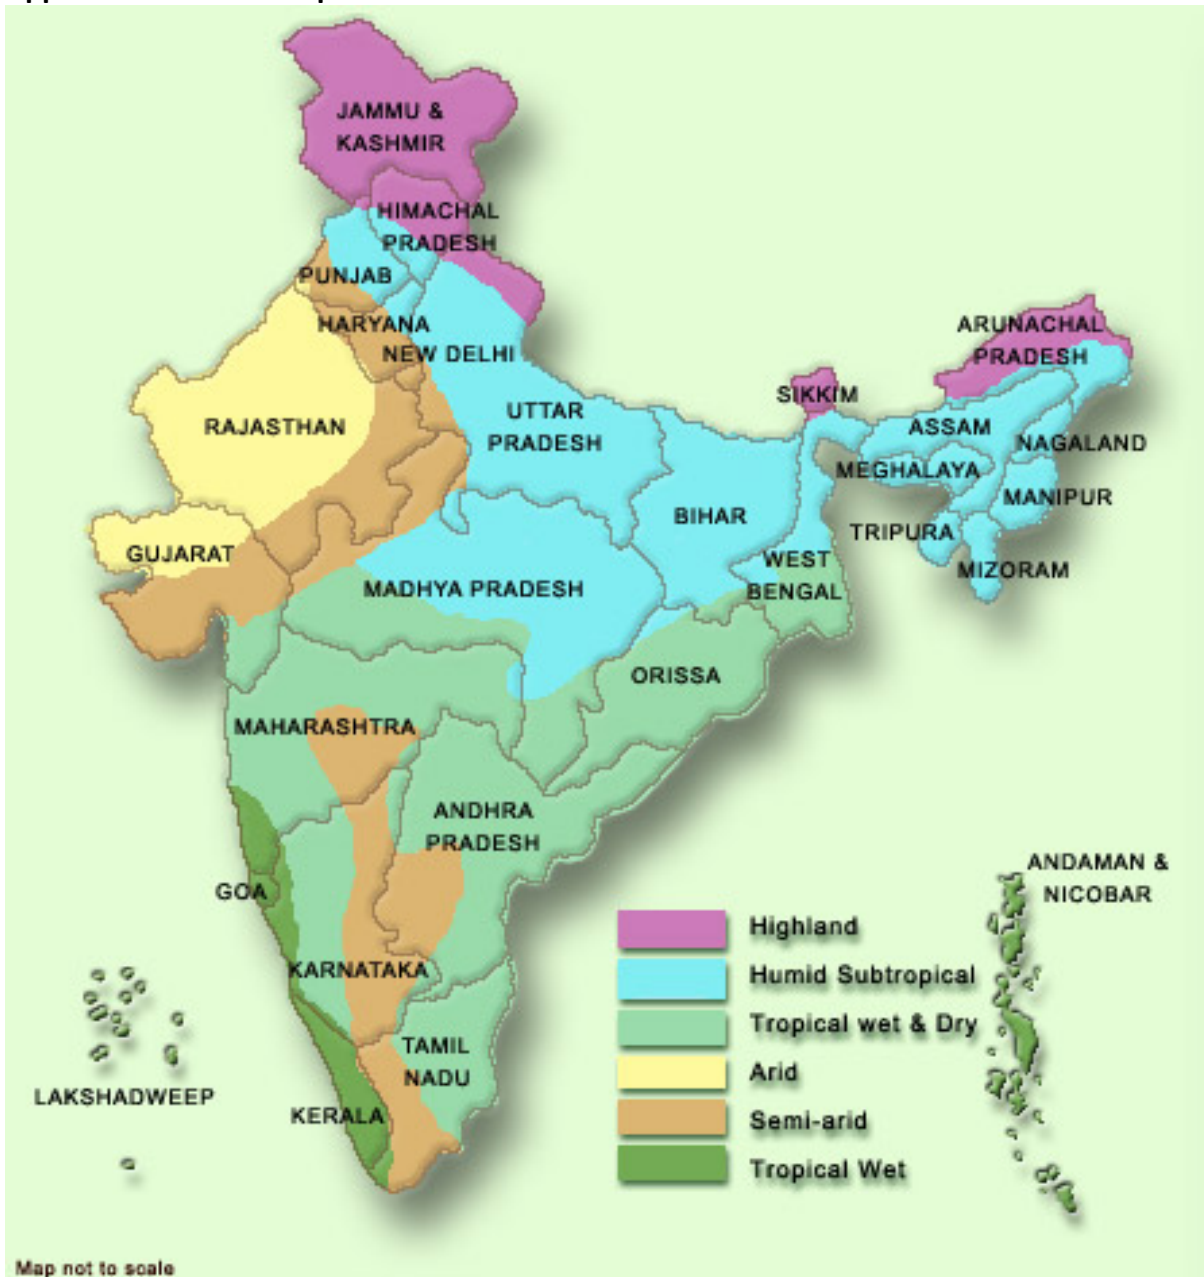 JAMMU &
KASHMIR
HIMACHAL
PRADESH
PUNJAB
HARYANA
NEW DELHI
ARUNACHAL
PRADESH
SIKKIM
RAJASTHAN
UTTAR
PRADESH
ASSAM
NAGALAND
MEGHALAYA
MANIPUR
BIHAR
TRIPURA
GUJARAT
WEST
BENGAL
MIZORAM
MADHYA PRADESH
ORISSA
MAHARASHTRA
ANDHRA
PRADESH
ANDAMAN &
NICOBAR
GOA
KARNATAKA
TAMIL
NADU
LAKSHADWEEP
KERALA
Highland
Humid Subtropical
Tropical wet & Dry
Arid
Semi-arid
Tropical Wet
Map not to scale